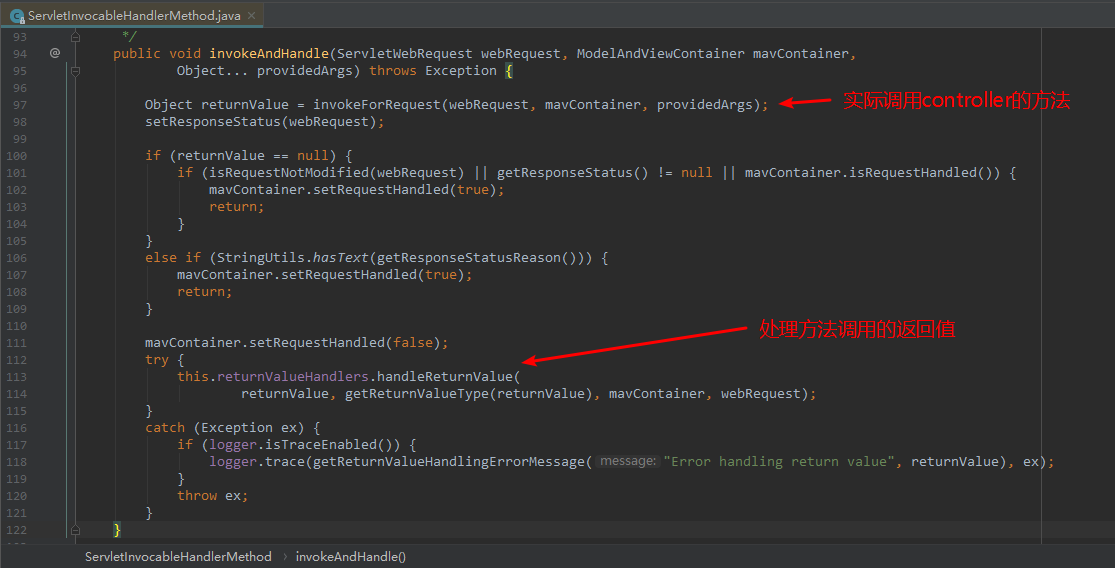 ServletInvocableHandlerMethod.java ×
93 */
94 @ public void invokeAndHandle(ServletWebRequest webRequest, ModelAndViewContainer mavContainer,
95 Object... providedArgs) throws Exception {
96
97 Object returnValue = invokeForRequest(webRequest, mavContainer, providedArgs); 实际调用controller的方法
98 setResponseStatus(webRequest);
99
100 if (returnValue == null) {
101 if (isRequestNotModified(webRequest) || getResponseStatus() != null || mavContainer.isRequestHandled()) {
102 mavContainer.setRequestHandled(true);
103 return;
104 }
105 }
106 else if (StringUtils.hasText(getResponseStatusReason())) {
107 mavContainer.setRequestHandled(true);
108 return;
109 }
110 处理方法调用的返回值
111 mavContainer.setRequestHandled(false);
112 try {
113 this.returnValueHandlers.handleReturnValue(
114 returnValue, getReturnValueType(returnValue), mavContainer, webRequest);
115 }
116 catch (Exception ex) {
117 if (logger.isTraceEnabled()) {
118 logger.trace(getReturnValueHandlingErrorMessage( message: "Error handling return value", returnValue), ex);
119 }
120 throw ex;
121 }
122 }
ServletInvocableHandlerMethod › invokeAndHandle()